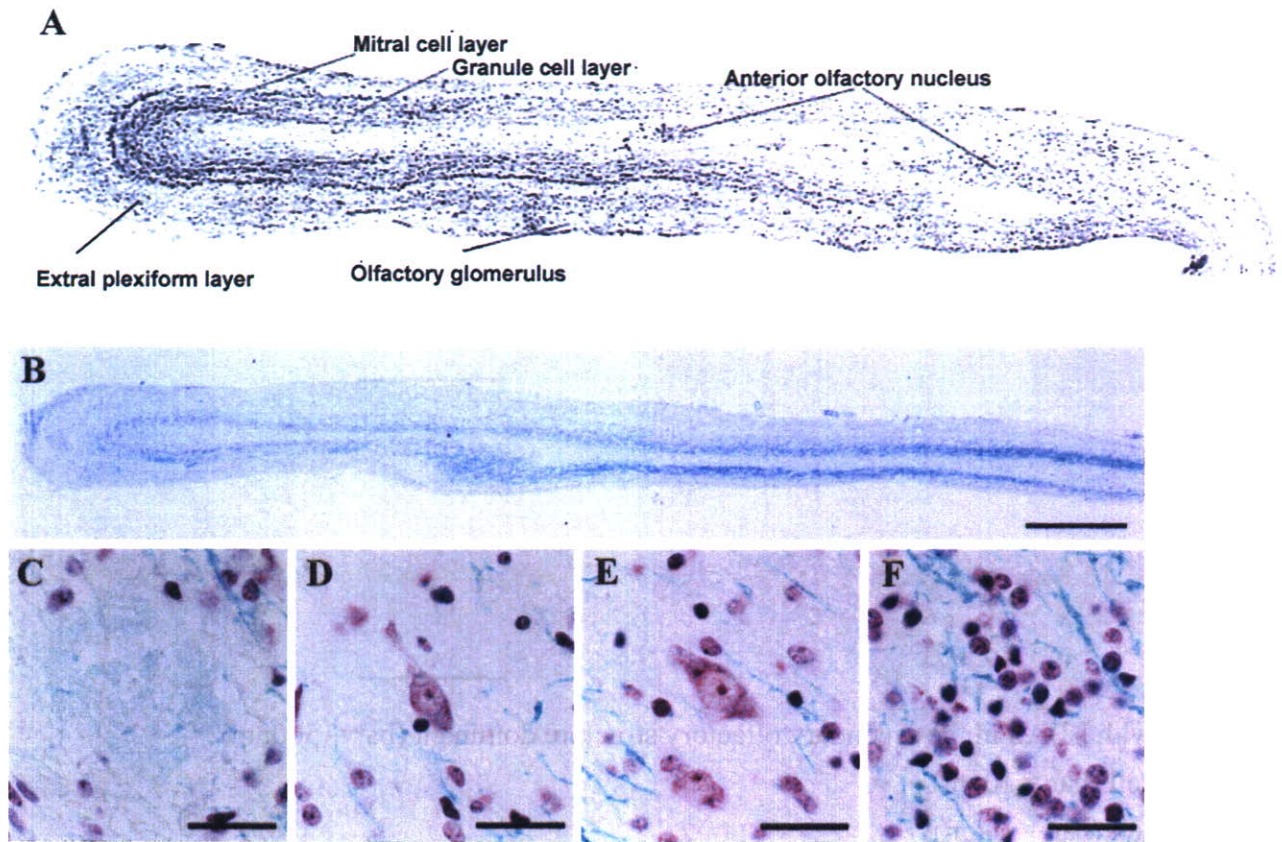 A
Mitral cell layer
Granule cell layer
Anterior olfactory nucleus
Extral plexiform layer
Olfactory glomerulus
B
C
D
E
F